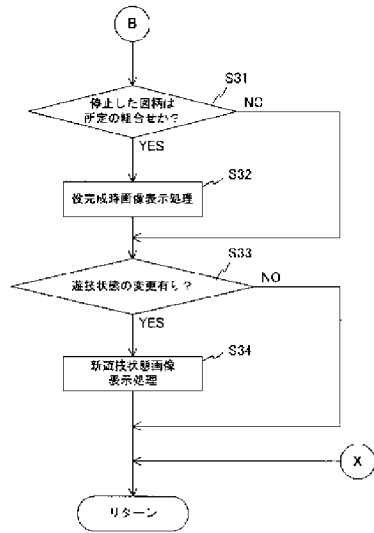 B
S31
停止した図柄は
所定の組合せか?
NO
YES
S32
役完成時画像表示処理
S33
遊技状態の変更有り?
NO
YES
S34
新遊技状態画像
表示処理
X
リターン